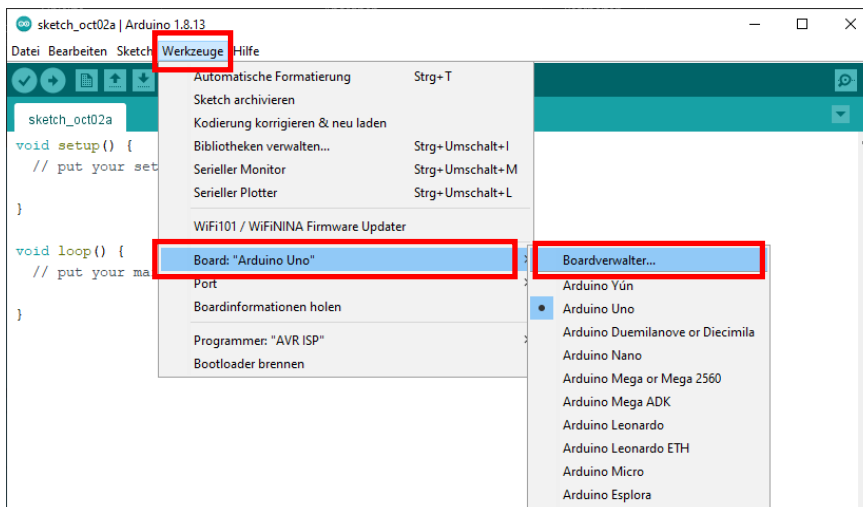 sketch_oct02a | Arduino 1.8.13
Datei Bearbeiten Sketch Werkzeuge Hilfe
sketch_oct02a
void setup() {
// put your set
}
void loop() {
// put your ma
}
Automatische Formatierung Strg+T
Sketch archivieren
Kodierung korrigieren & neu laden
Bibliotheken verwalten... Strg+Umschalt+I
Serieller Monitor Strg+Umschalt+M
Serieller Plotter Strg+Umschalt+L
WiFi101 / WiFiNINA Firmware Updater
Board: "Arduino Uno"
Port
Boardinformationen holen
Programmer: "AVR ISP"
Bootloader brennen
Boardverwalter...
Arduino Yún
Arduino Uno
Arduino Duemilanove or Diecimila
Arduino Nano
Arduino Mega or Mega 2560
Arduino Mega ADK
Arduino Leonardo
Arduino Leonardo ETH
Arduino Micro
Arduino Esplora